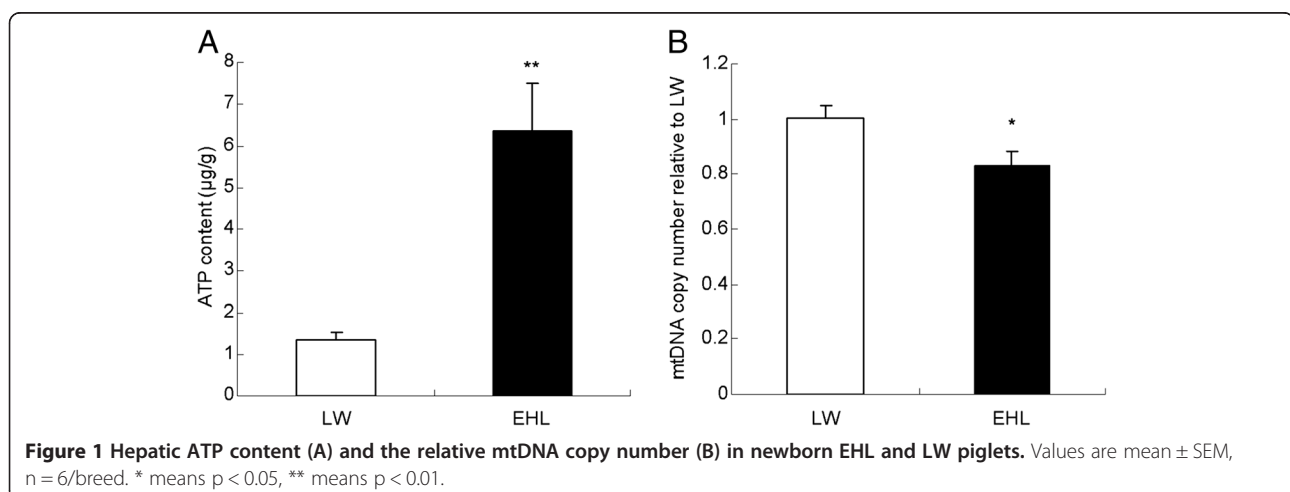 A
ATP content (µg/g)
8
7
6
5
4
3
2
1
0
**
LW
EHL
B
mtDNA copy number relative to LW
1.2
1
0.8
0.6
0.4
0.2
0
*
LW
EHL
Figure 1 Hepatic ATP content (A) and the relative mtDNA copy number (B) in newborn EHL and LW piglets. Values are mean ± SEM,
n = 6/breed. * means p < 0.05, ** means p < 0.01.